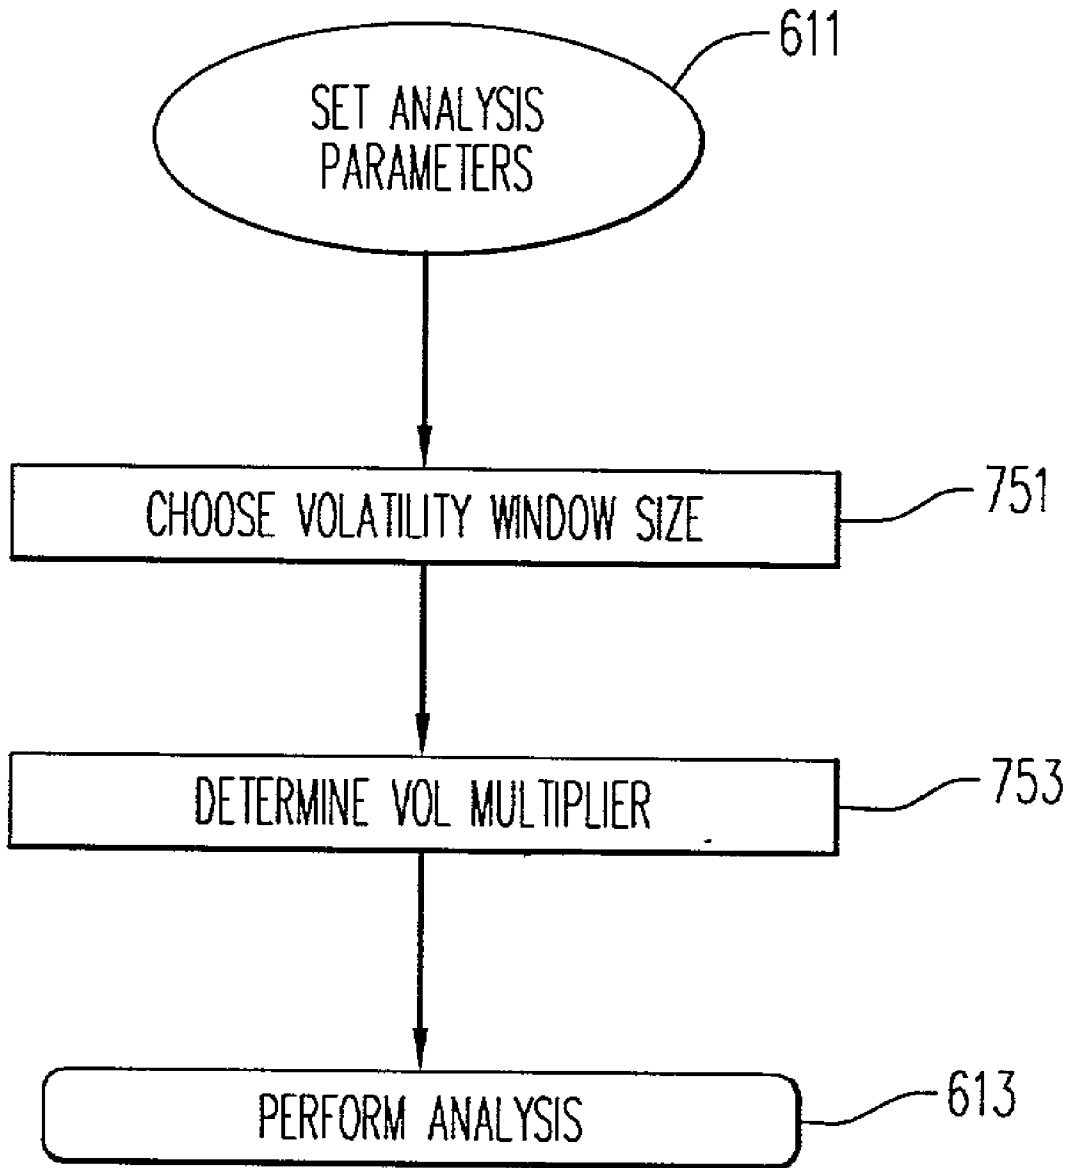 611
SET ANALYSIS
PARAMETERS
751
CHOOSE VOLATILITY WINDOW SIZE
753
DETERMINE VOL MULTIPLIER
613
PERFORM ANALYSIS